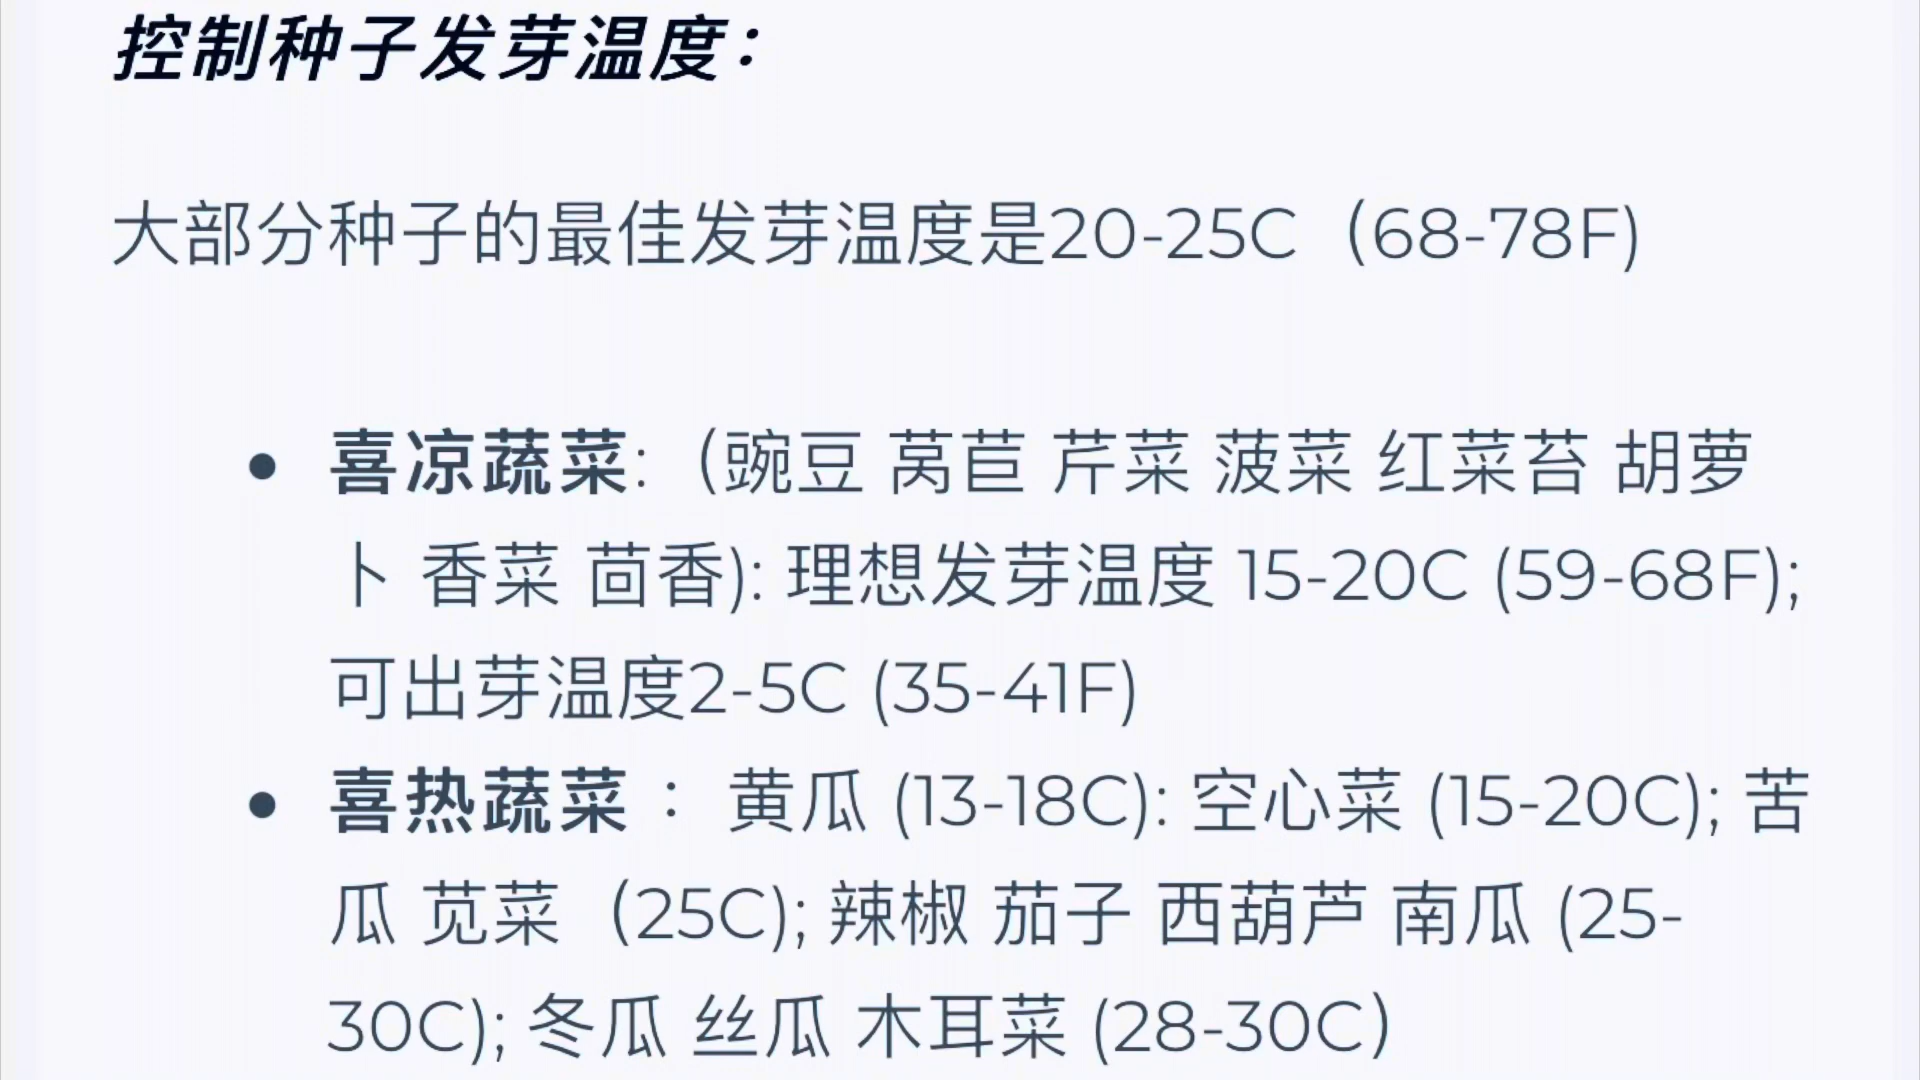 控制种子发芽温度：
大部分种子的最佳发芽温度是20-25C（68-78F)
• 喜凉蔬菜:（豌豆 莴苣 芹菜 菠菜 红菜苔 胡萝
卜 香菜 茴香): 理想发芽温度 15-20C (59-68F);
可出芽温度2-5C (35-41F)
• 喜热蔬菜 ： 黄瓜 (13-18C): 空心菜 (15-20C); 苦
瓜 苋菜（25C); 辣椒 茄子 西葫芦 南瓜 (25-
30C); 冬瓜 丝瓜 木耳菜 (28-30C）